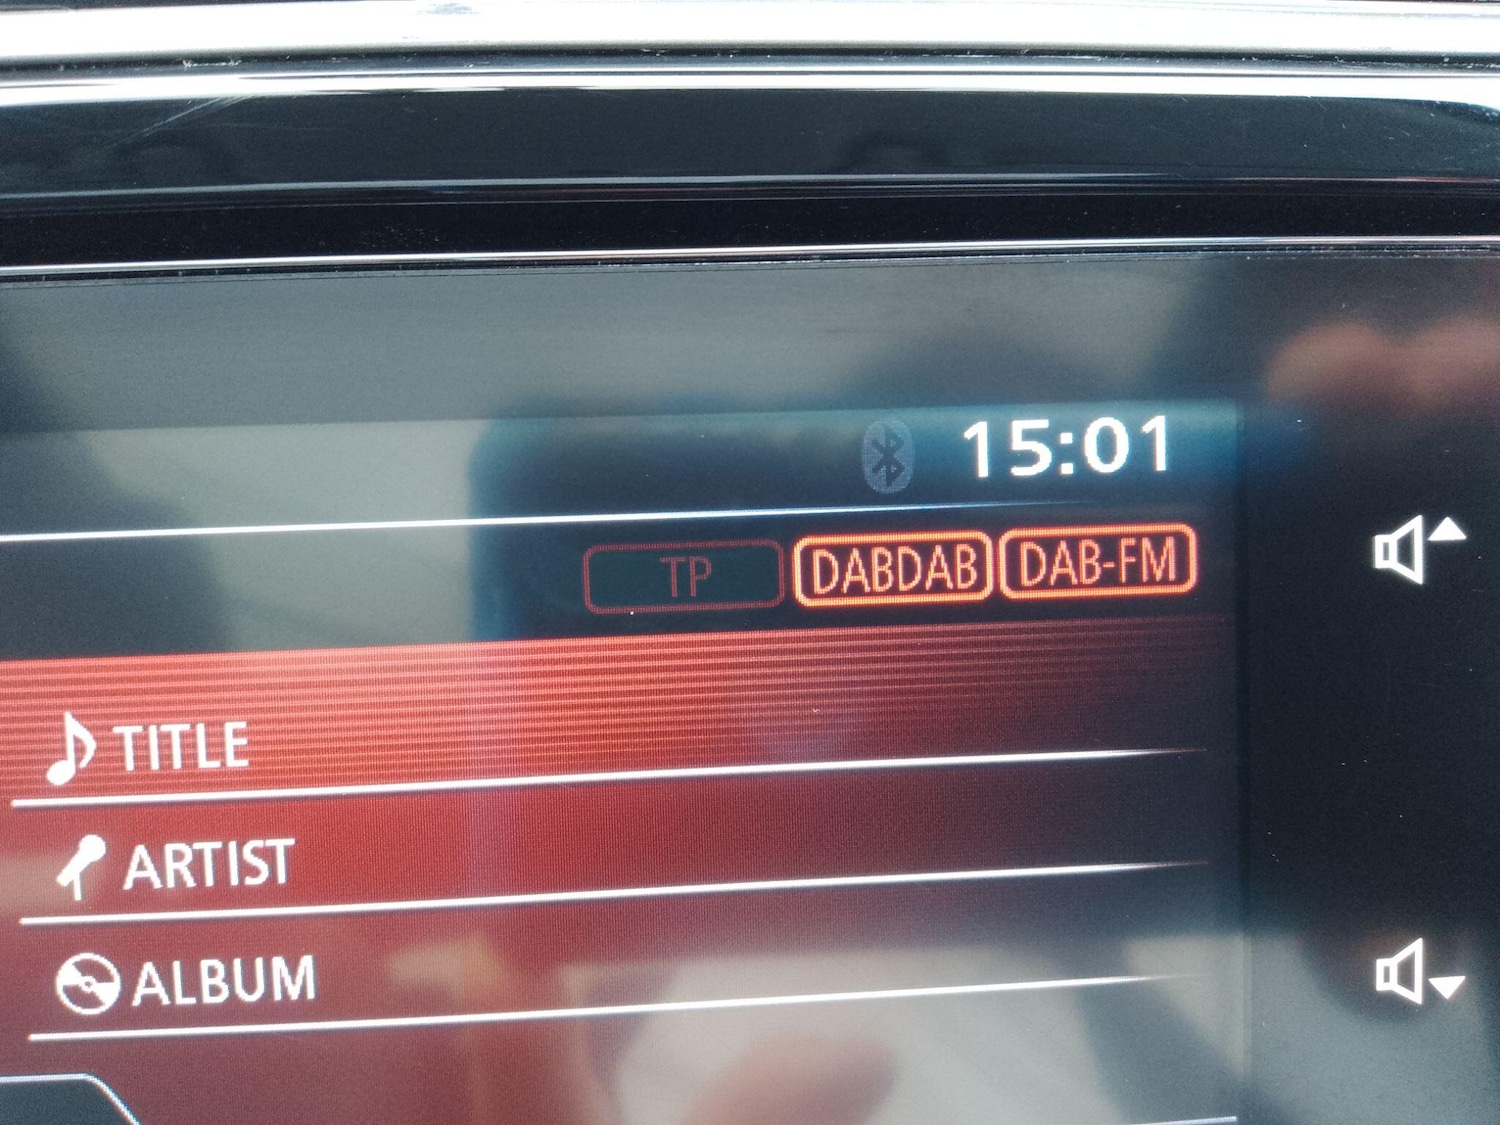 15:01
TP DABDAB DAB-FM
TITLE
ARTIST
ALBUM